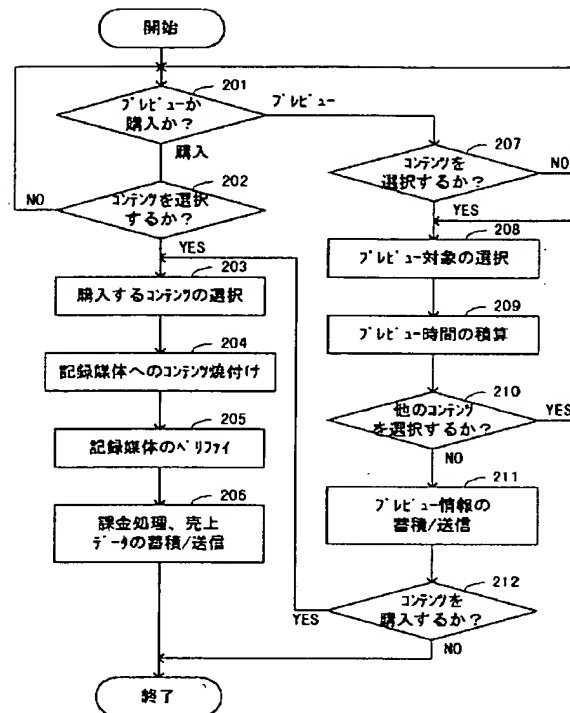 開始
201
プレビューか
購入か？
プレビュー
購入
202
コンテンツを選択
するか？
NO
YES
203
購入するコンテンツの選択
204
記録媒体へのコンテンツ焼付け
205
記録媒体のベリファイ
206
課金処理、売上
データの蓄積/送信
207
コンテンツを
選択するか？
NO
YES
208
プレビュー対象の選択
209
プレビュー時間の積算
210
他のコンテンツ
を選択するか？
YES
NO
211
プレビュー情報の
蓄積/送信
212
コンテンツを
購入するか？
YES
NO
終了